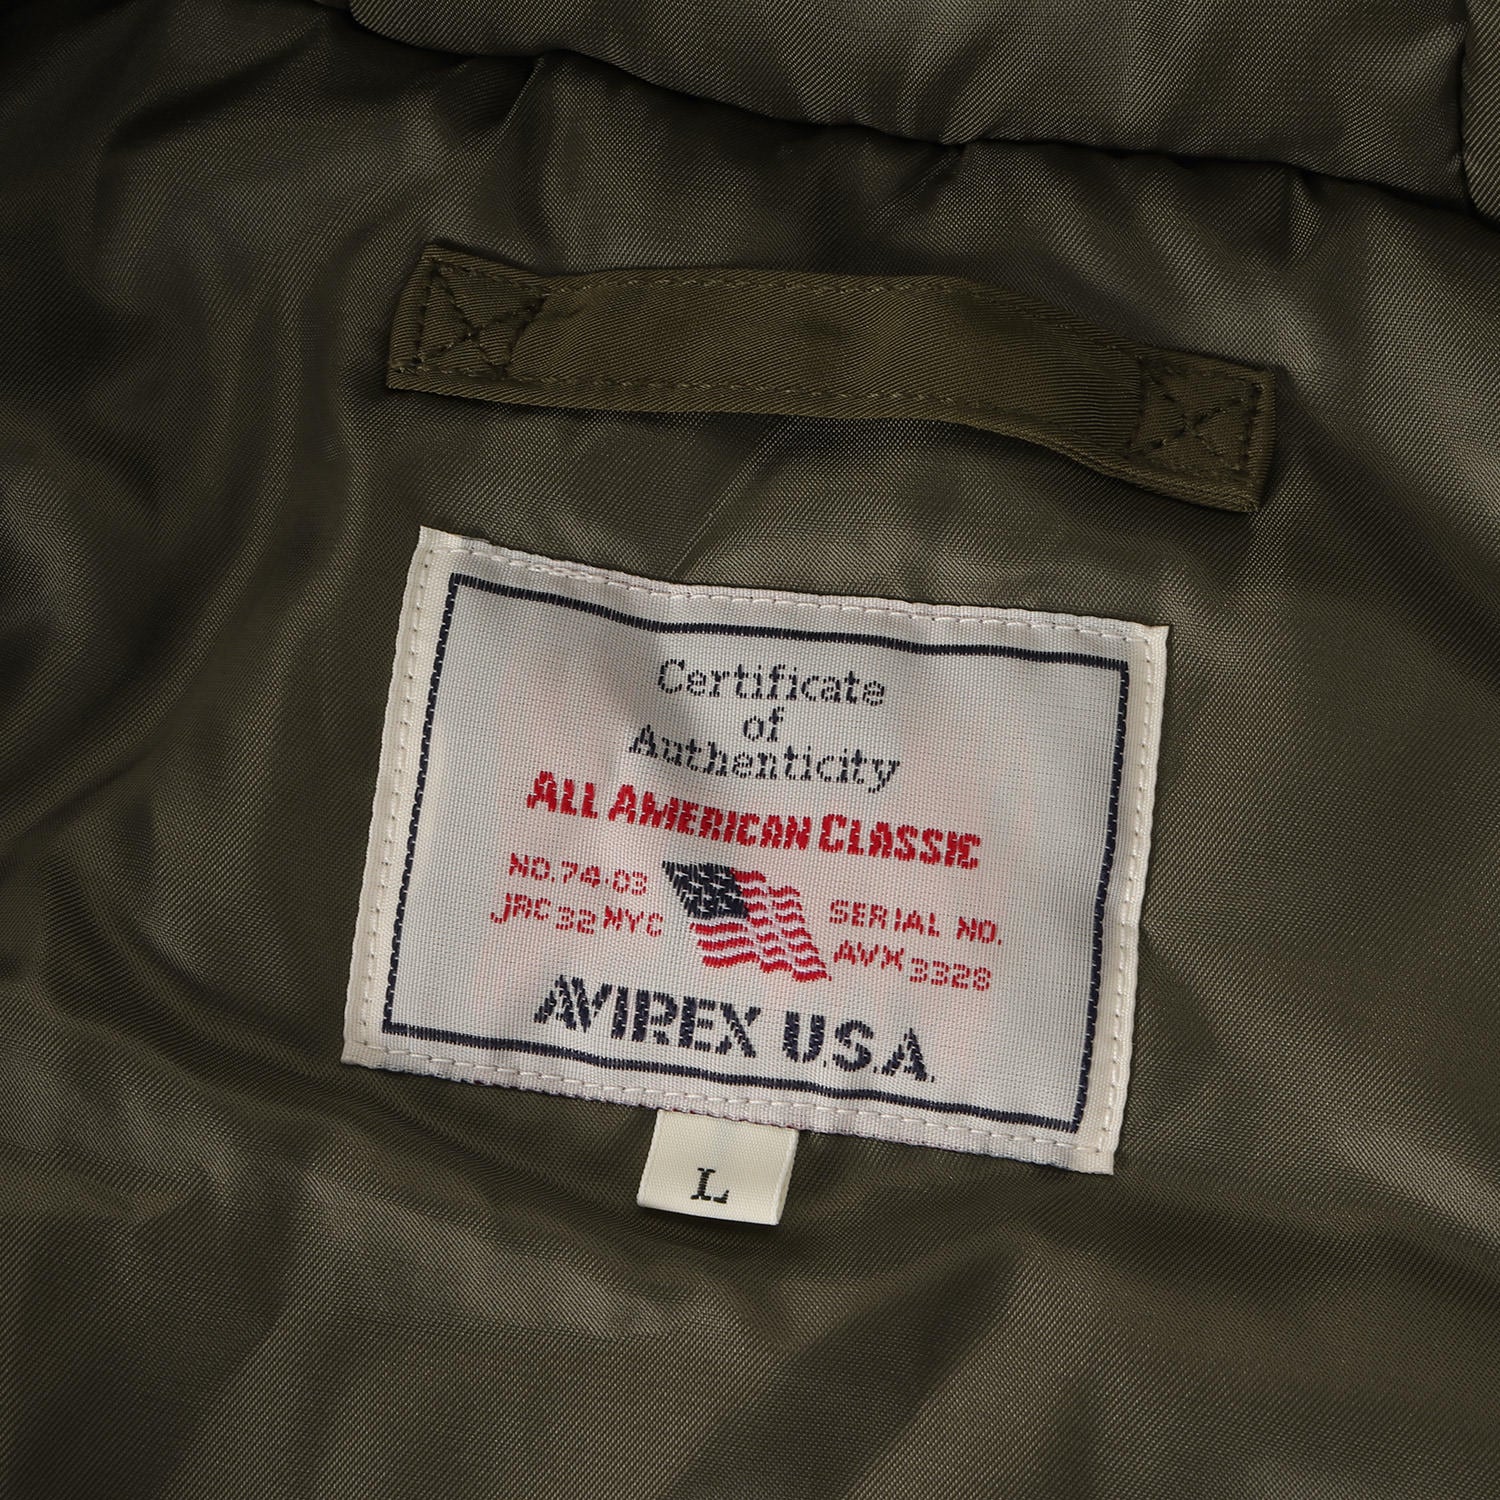 Certificate
of
Authenticity
ALL AMERICAN CLASSIC
NO.74-03
JRC 32 NYC
SERIAL NO.
AVX 3328
AVIREX U.S.A.
L